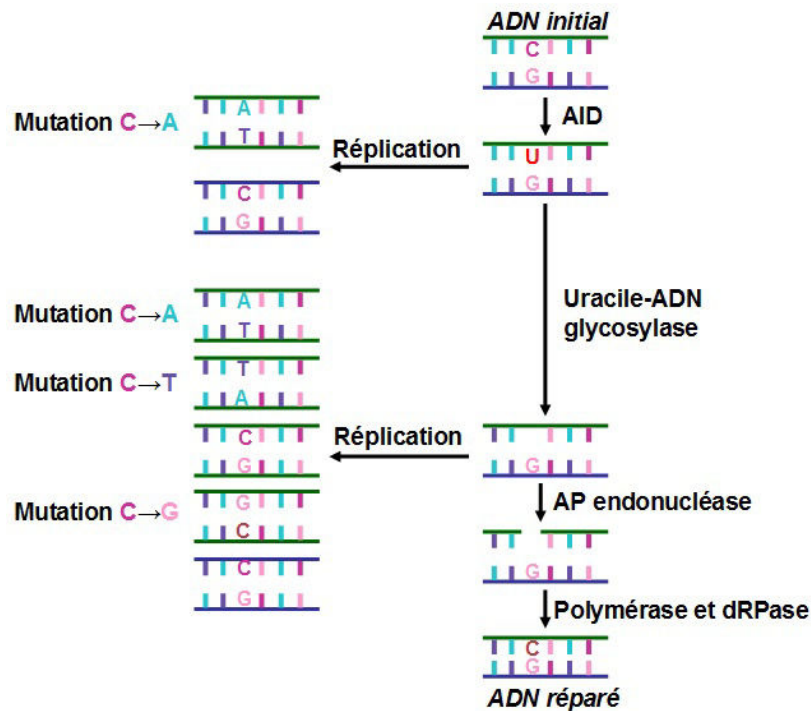 ADN initial
C
G
AID
U
G
Réplication
Mutation C→A
A
T
C
G
Uracile-ADN
glycosylase
Mutation C→A
A
T
Mutation C→T
T
A
C
G
Réplication
G
Mutation C→G
G
C
C
G
AP endonucléase
G
Polymérase et dRPase
C
G
ADN réparé